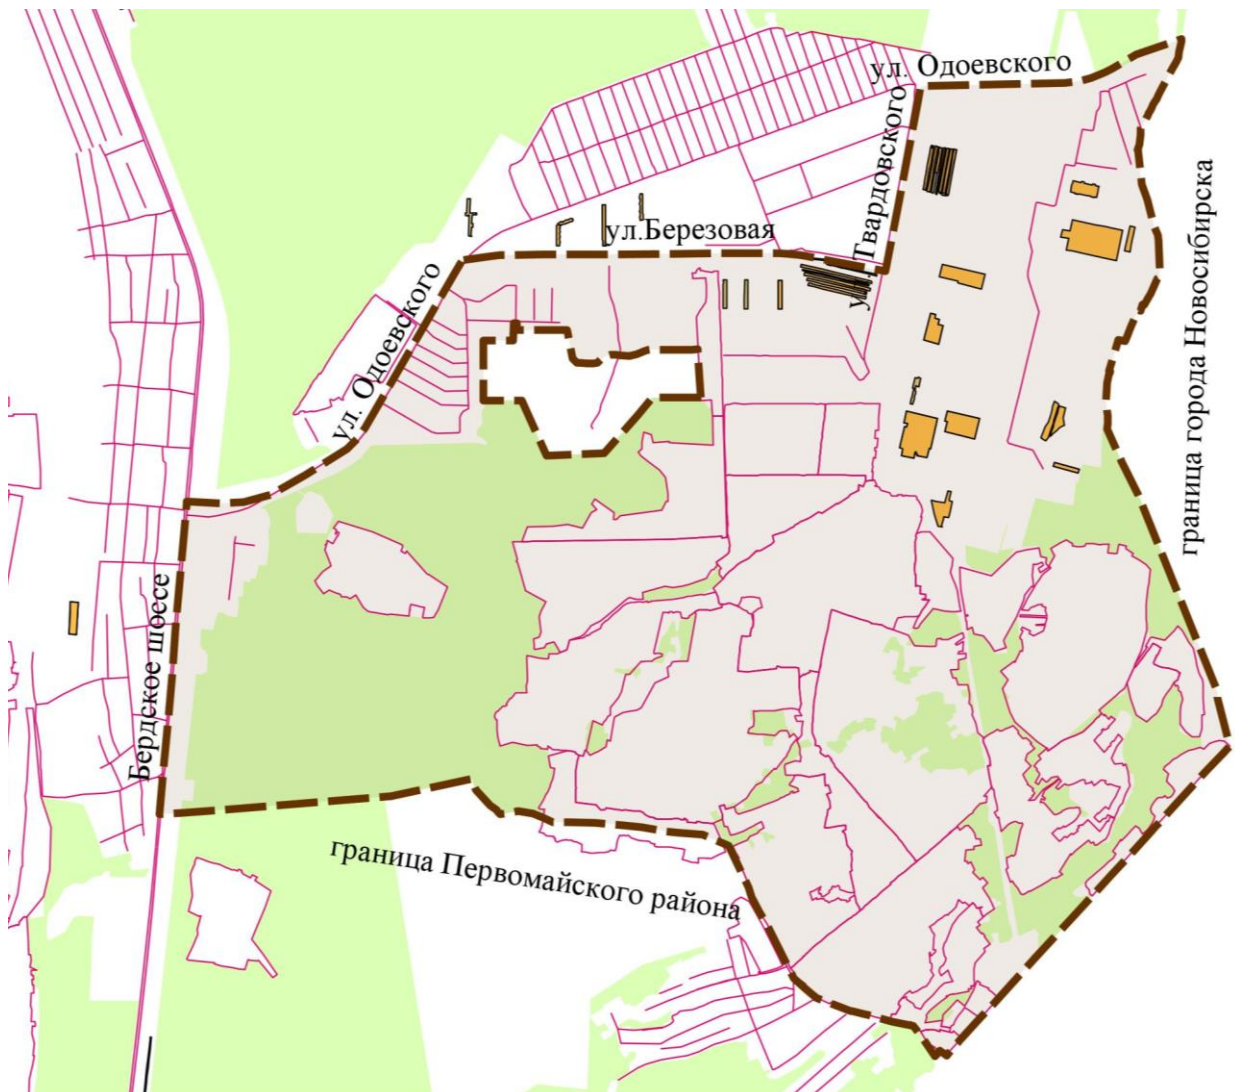 ул. Одоевского
ул. Твардовского
ул.Березовая
граница города Новосибирска
ул. Одоевского
Бердское шоссе
граница Первомайского района